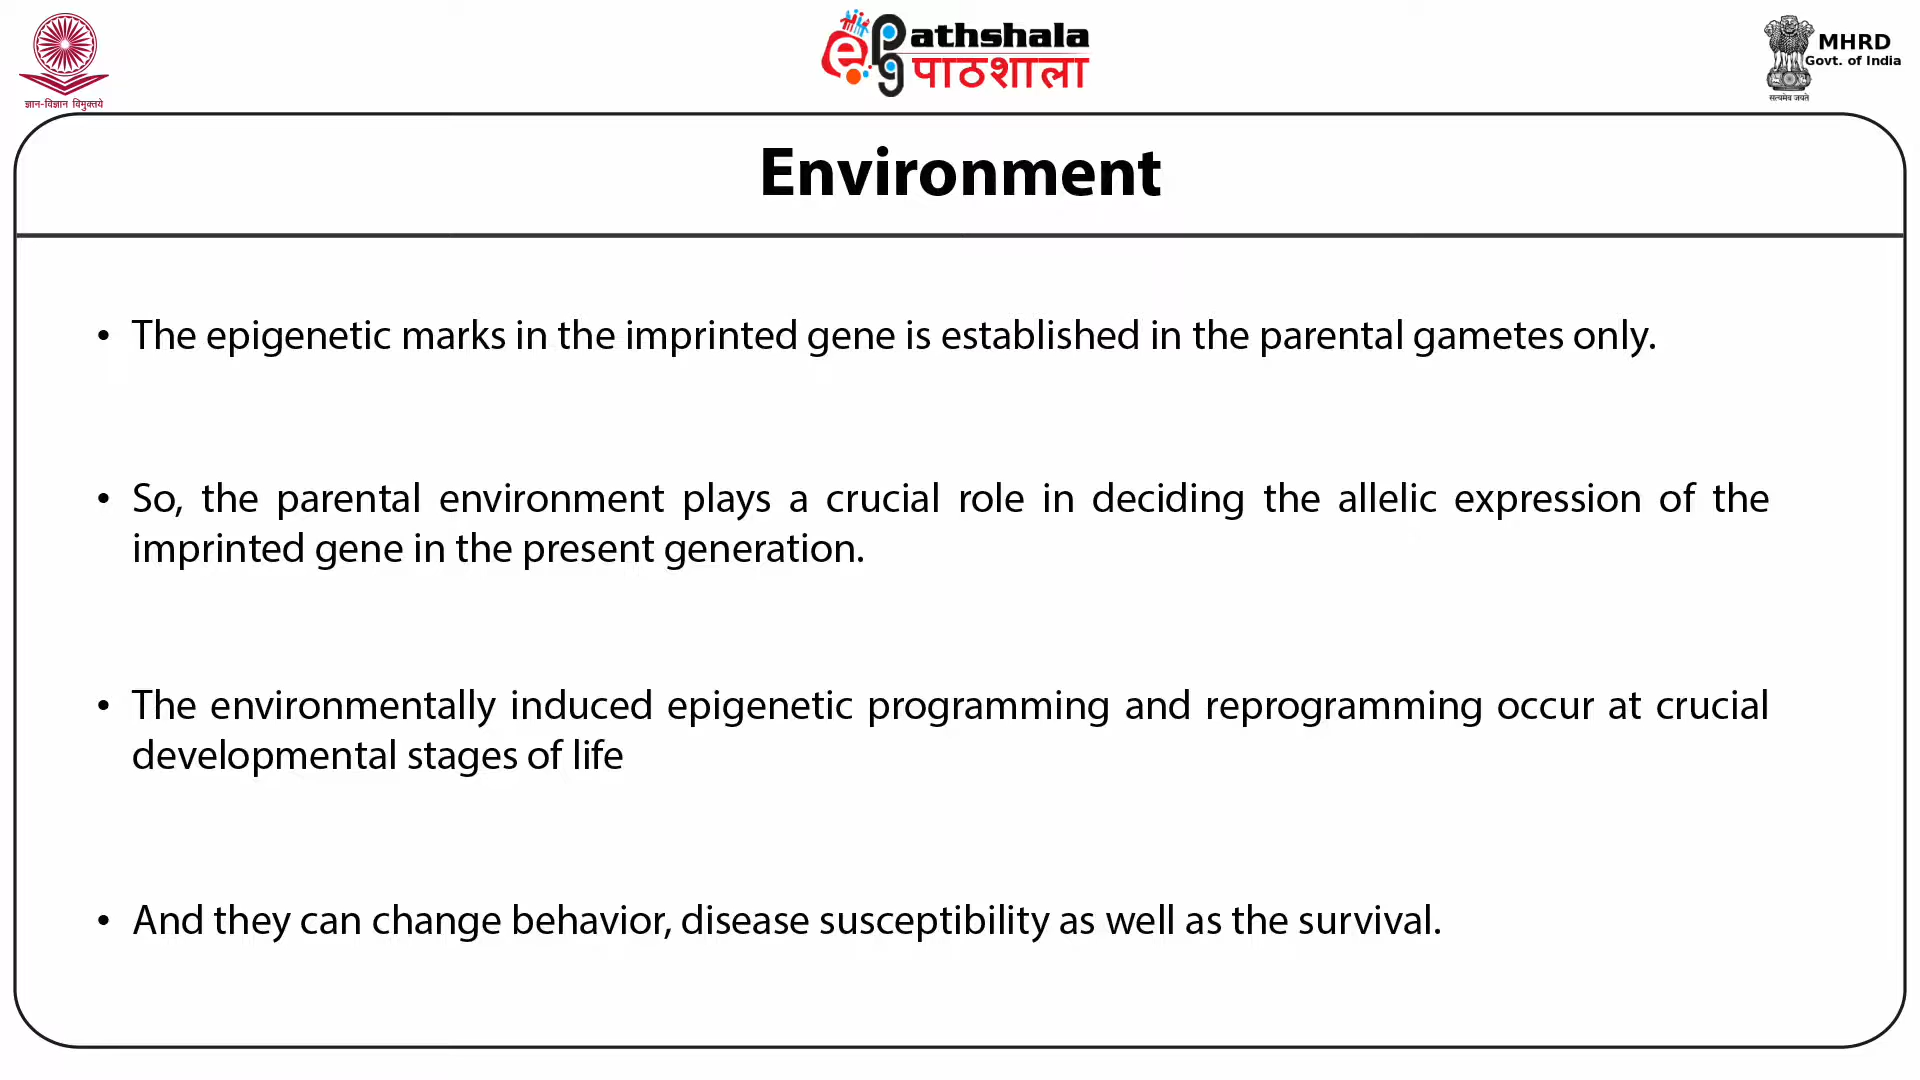 ज्ञान-विज्ञान विमुक्तये
ePG athshala
पाठशाला
MHRD
Govt. of India
सत्यमेव जयते
Environment
• The epigenetic marks in the imprinted gene is established in the parental gametes only.
• So, the parental environment plays a crucial role in deciding the allelic expression of the
imprinted gene in the present generation.
• The environmentally induced epigenetic programming and reprogramming occur at crucial
developmental stages of life
• And they can change behavior, disease susceptibility as well as the survival.